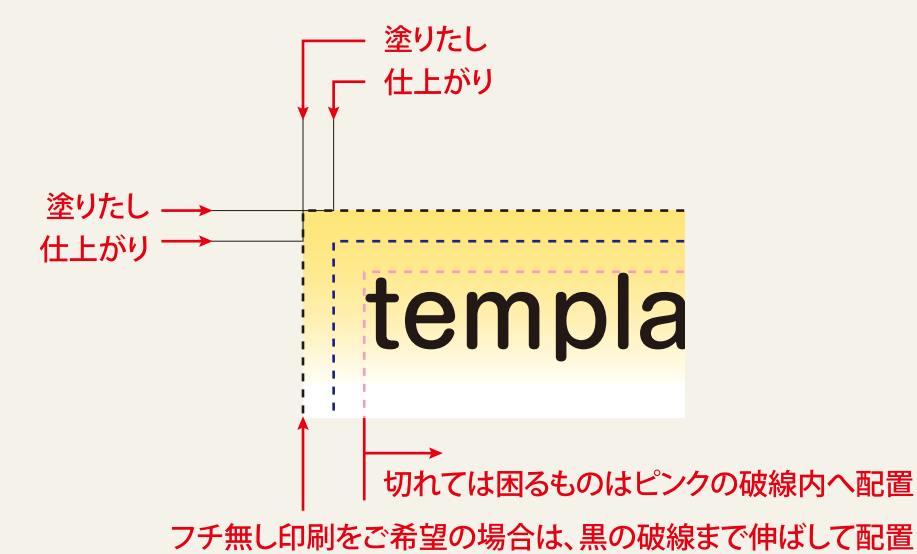 塗りたし
仕上がり
塗りたし
仕上がり
templa
切れては困るものはピンクの破線内へ配置
フチ無し印刷をご希望の場合は、黒の破線まで伸ばして配置